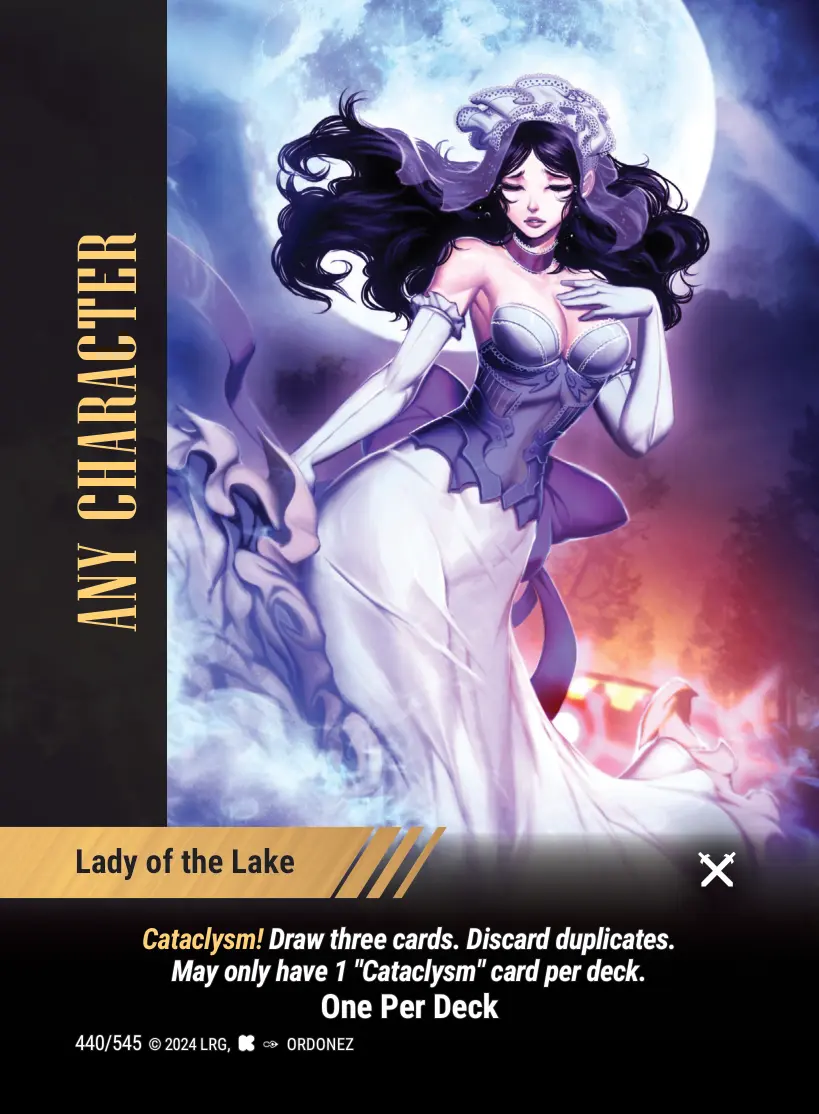 ANY CHARACTER
Lady of the Lake
Cataclysm! Draw three cards. Discard duplicates.
May only have 1 "Cataclysm" card per deck.
One Per Deck
440/545 © 2024 LRG, ORDONEZ